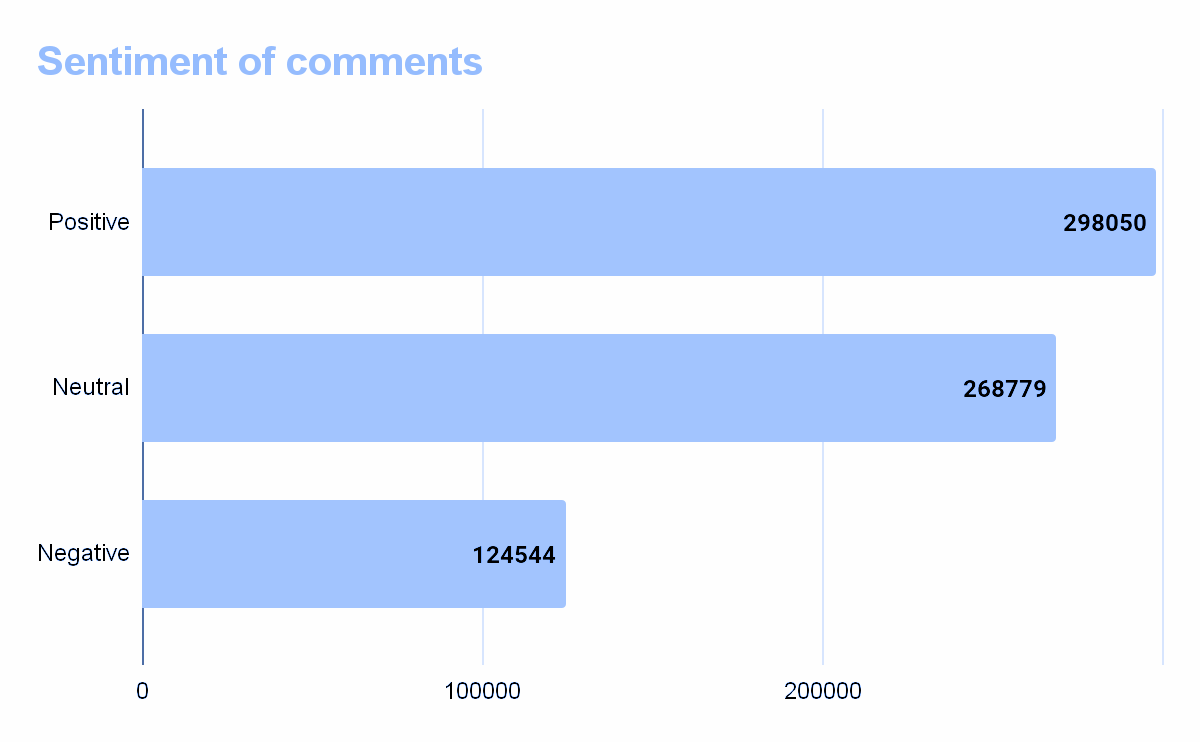 Sentiment of comments
Positive
298050
Neutral
268779
Negative
124544
0
100000
200000